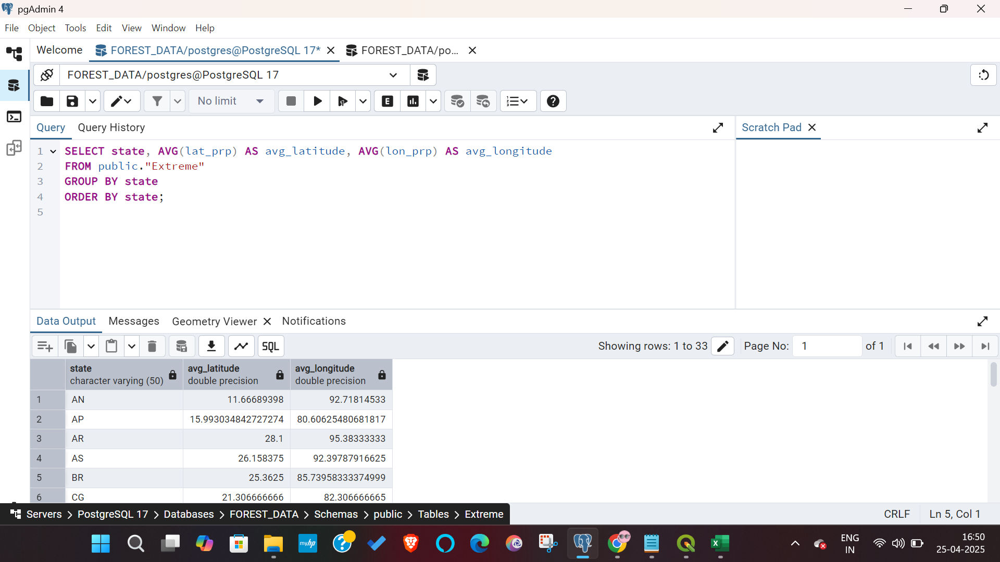 pgAdmin 4
File Object Tools Edit View Window Help
Welcome FOREST_DATA/postgres@PostgreSQL 17* FOREST_DATA/po...
FOREST_DATA/postgres@PostgreSQL 17
No limit E
Query Query History Scratch Pad
1 SELECT state, AVG(lat_prp) AS avg_latitude, AVG(lon_prp) AS avg_longitude
2 FROM public."Extreme"
3 GROUP BY state
4 ORDER BY state;
5
Data Output Messages Geometry Viewer Notifications
SQL Showing rows: 1 to 33 Page No: 1 of 1
state avg_latitude avg_longitude
character varying (50) double precision double precision
1 AN 11.66689398 92.71814533
2 AP 15.993034842727274 80.60625480681817
3 AR 28.1 95.38333333
4 AS 26.158375 92.39787916625
5 BR 25.3625 85.73958333374999
6 CG 21.306666666 82.306666665
Servers > PostgreSQL 17 > Databases > FOREST_DATA > Schemas > public > Tables > Extreme CRLF Ln 5, Col 1
myhp
ENG
IN
16:50
25-04-2025